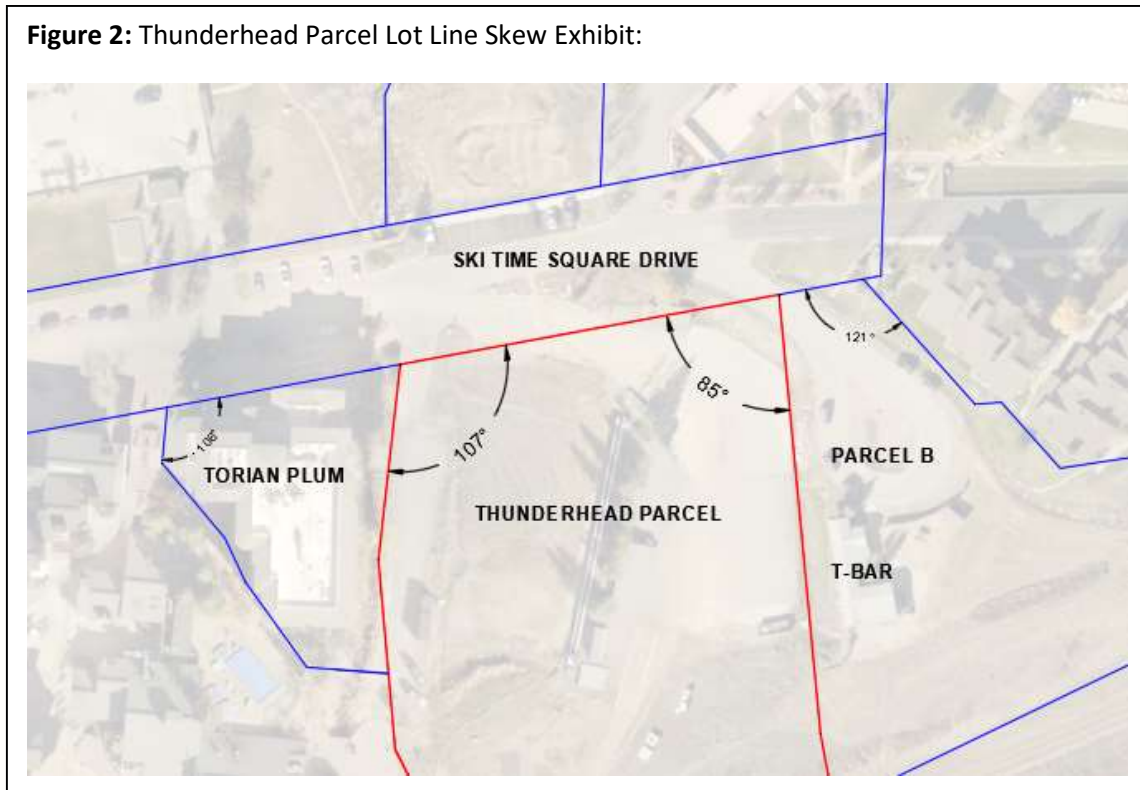 Figure 2: Thunderhead Parcel Lot Line Skew Exhibit:
SKI TIME SQUARE DRIVE
121°
85°
107°
108°
TORIAN PLUM
PARCEL B
THUNDERHEAD PARCEL
T-BAR